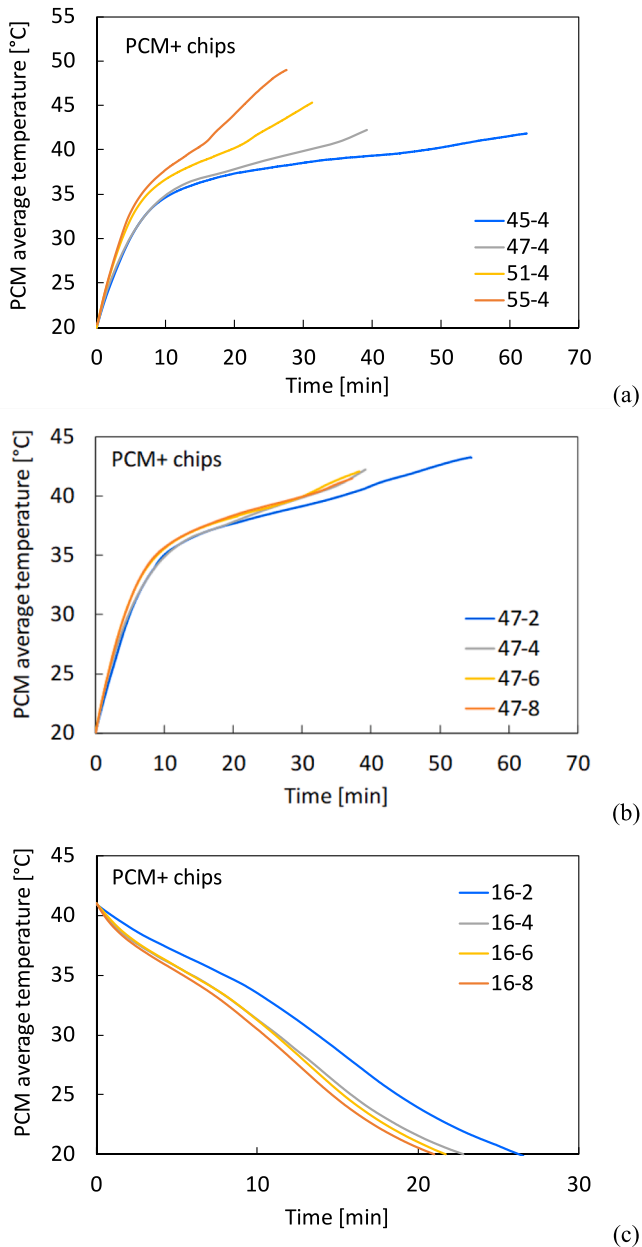 PCM average temperature [°C]
55
50
45
40
35
30
25
20
PCM+ chips
45-4
47-4
51-4
55-4
0 10 20 30 40 50 60 70
Time [min]
(a)
PCM average temperature [°C]
45
40
35
30
25
20
PCM+ chips
47-2
47-4
47-6
47-8
0 10 20 30 40 50 60 70
Time [min]
(b)
PCM average temperature [°C]
45
40
35
30
25
20
PCM+ chips
16-2
16-4
16-6
16-8
0 10 20 30
Time [min]
(c)